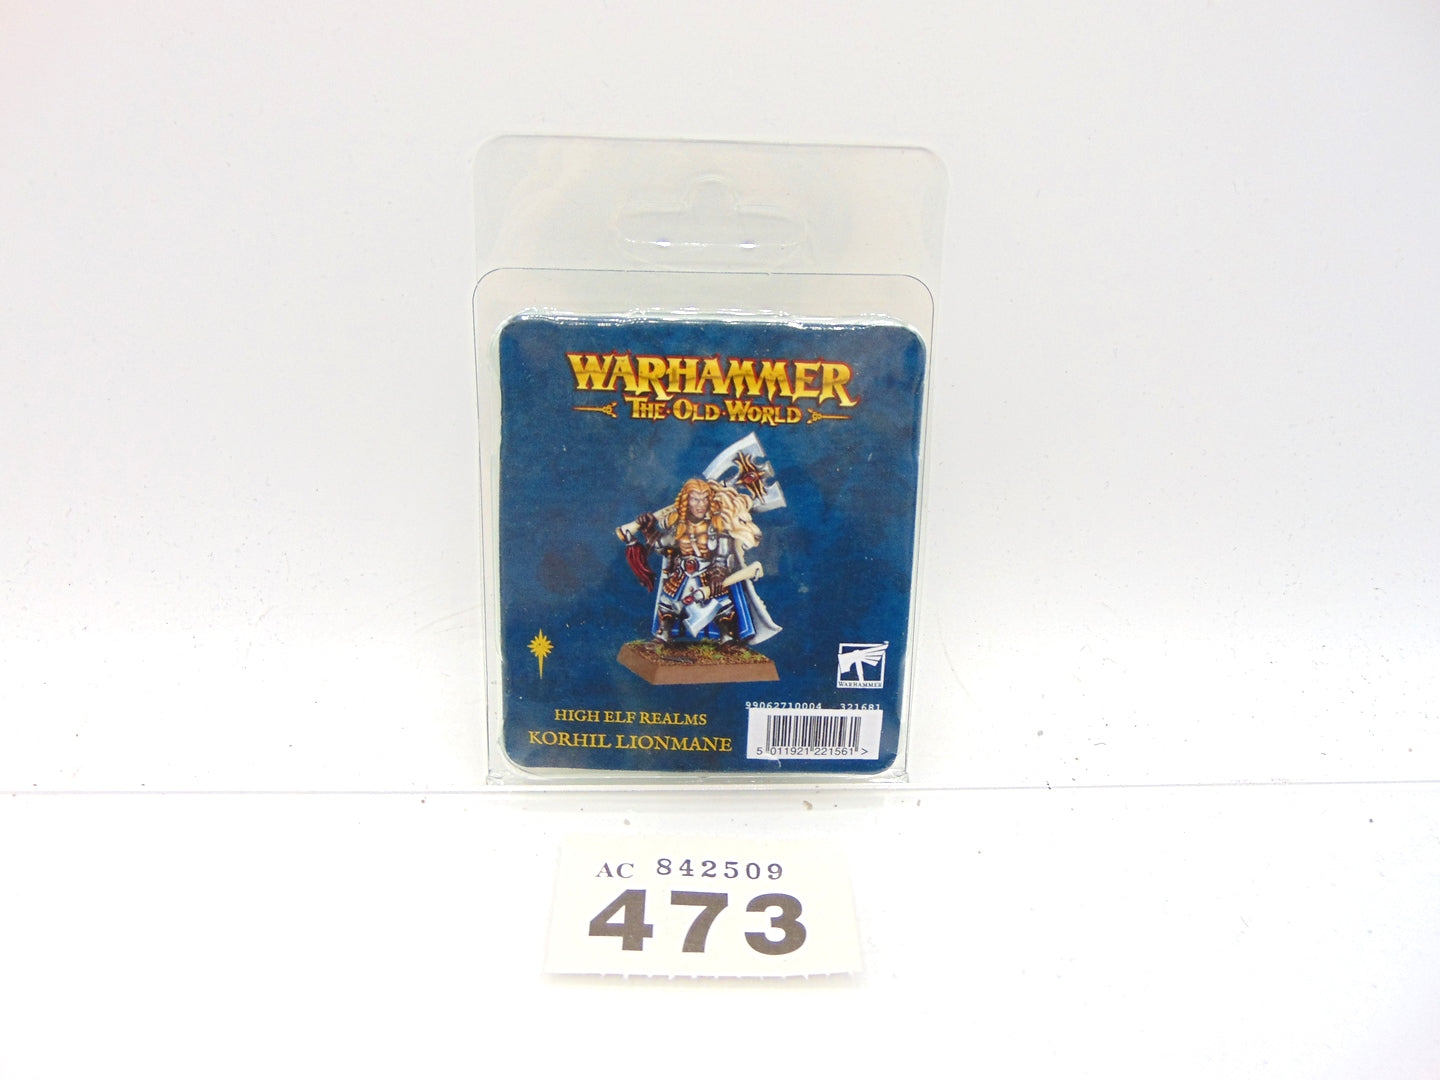 WARHAMMER
THE·OLD·WORLD
WARHAMMER
99062710004 321681
HIGH ELF REALMS
KORHIL LIONMANE
5 011921 221561 >
AC 842509
473